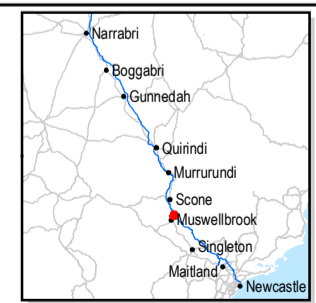 Narrabri
Boggabri
Gunnedah
Quirindi
Murrurundi
Scone
Muswellbrook
Singleton
Maitland
Newcastle